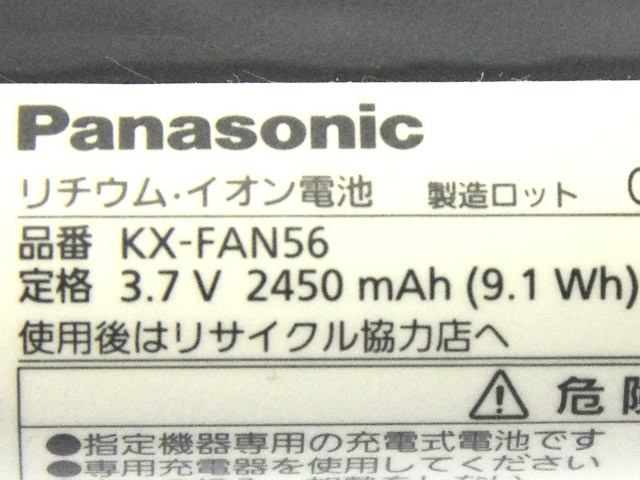 Panasonic
リチウム・イオン電池 製造ロット
品番 KX-FAN56
定格 3.7 V 2450 mAh (9.1 Wh)
使用後はリサイクル協力店へ
⚠ 危
●指定機器専用の充電式電池です
●専用充電器を使用してください